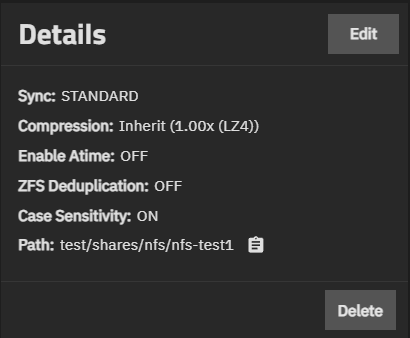 Details
Edit
Sync: STANDARD
Compression: Inherit (1.00x (LZ4))
Enable Atime: OFF
ZFS Deduplication: OFF
Case Sensitivity: ON
Path: test/shares/nfs/nfs-test1
Delete